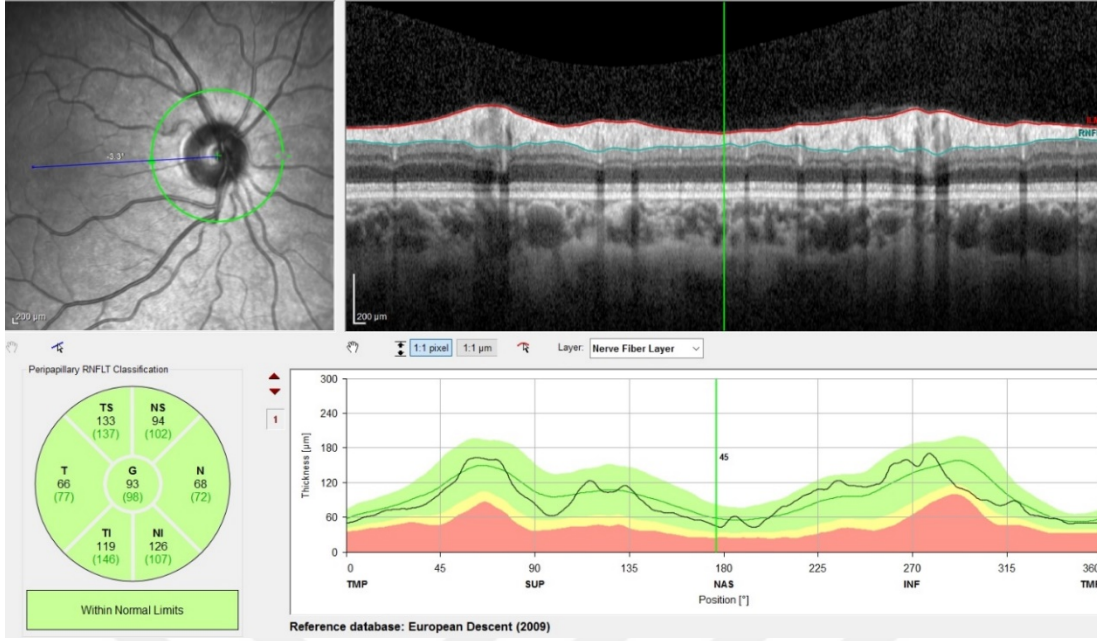 -3.3°
200 µm
RNFL
200 µm
1:1 pixel 1:1 µm Layer: Nerve Fiber Layer
Peripapillary RNFLT Classification
TS 133 (137)
NS 94 (102)
T 66 (77)
G 93 (98)
N 68 (72)
TI 119 (146)
NI 126 (107)
Within Normal Limits
1
Thickness [µm]
300
240
180
120
60
0
45
0 45 90 135 180 225 270 315 360
TMP SUP NAS INF TMP
Position [°]
Reference database: European Descent (2009)